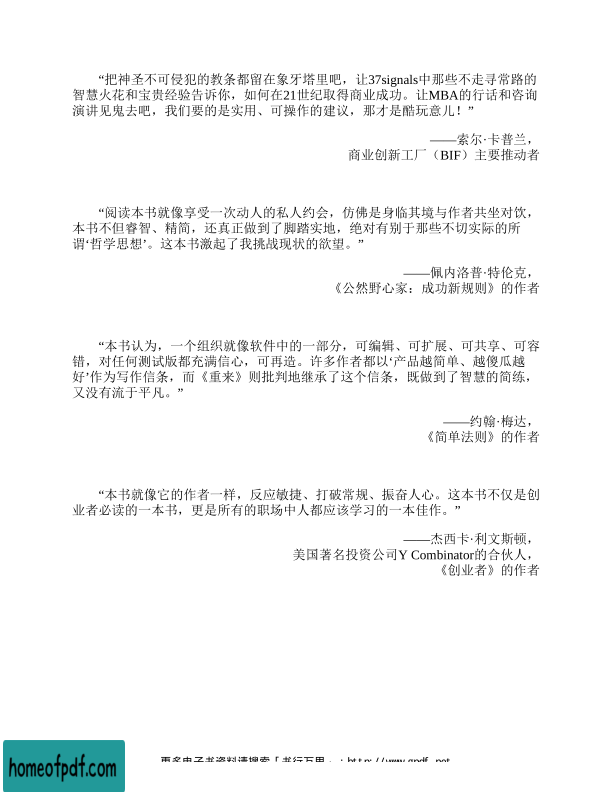 “把神圣不可侵犯的教条都留在象牙塔里吧，让37signals中那些不走寻常路的
智慧火花和宝贵经验告诉你，如何在21世纪取得商业成功。让MBA的行话和咨询
演讲见鬼去吧，我们要的是实用、可操作的建议，那才是酷玩意儿！”
——索尔·卡普兰，
商业创新工厂（BIF）主要推动者
“阅读本书就像享受一次动人的私人约会，仿佛是身临其境与作者共坐对饮，
本书不但睿智、精简，还真正做到了脚踏实地，绝对有别于那些不切实际的所
谓‘哲学思想’。这本书激起了我挑战现状的欲望。”
——佩内洛普·特伦克，
《公然野心家：成功新规则》的作者
“本书认为，一个组织就像软件中的一部分，可编辑、可扩展、可共享、可容
错，对任何测试版都充满信心，可再造。许多作者都以‘产品越简单、越傻瓜越
好’作为写作信条，而《重来》则批判地继承了这个信条，既做到了智慧的简练，
又没有流于平凡。”
——约翰·梅达，
《简单法则》的作者
“本书就像它的作者一样，反应敏捷、打破常规、振奋人心。这本书不仅是创
业者必读的一本书，更是所有的职场中人都应该学习的一本佳作。”
——杰西卡·利文斯顿，
美国著名投资公司Y Combinator的合伙人，
《创业者》的作者
更多电子书资料请搜索「书行万里」：http://www.gpdf.net
homeofpdf.com